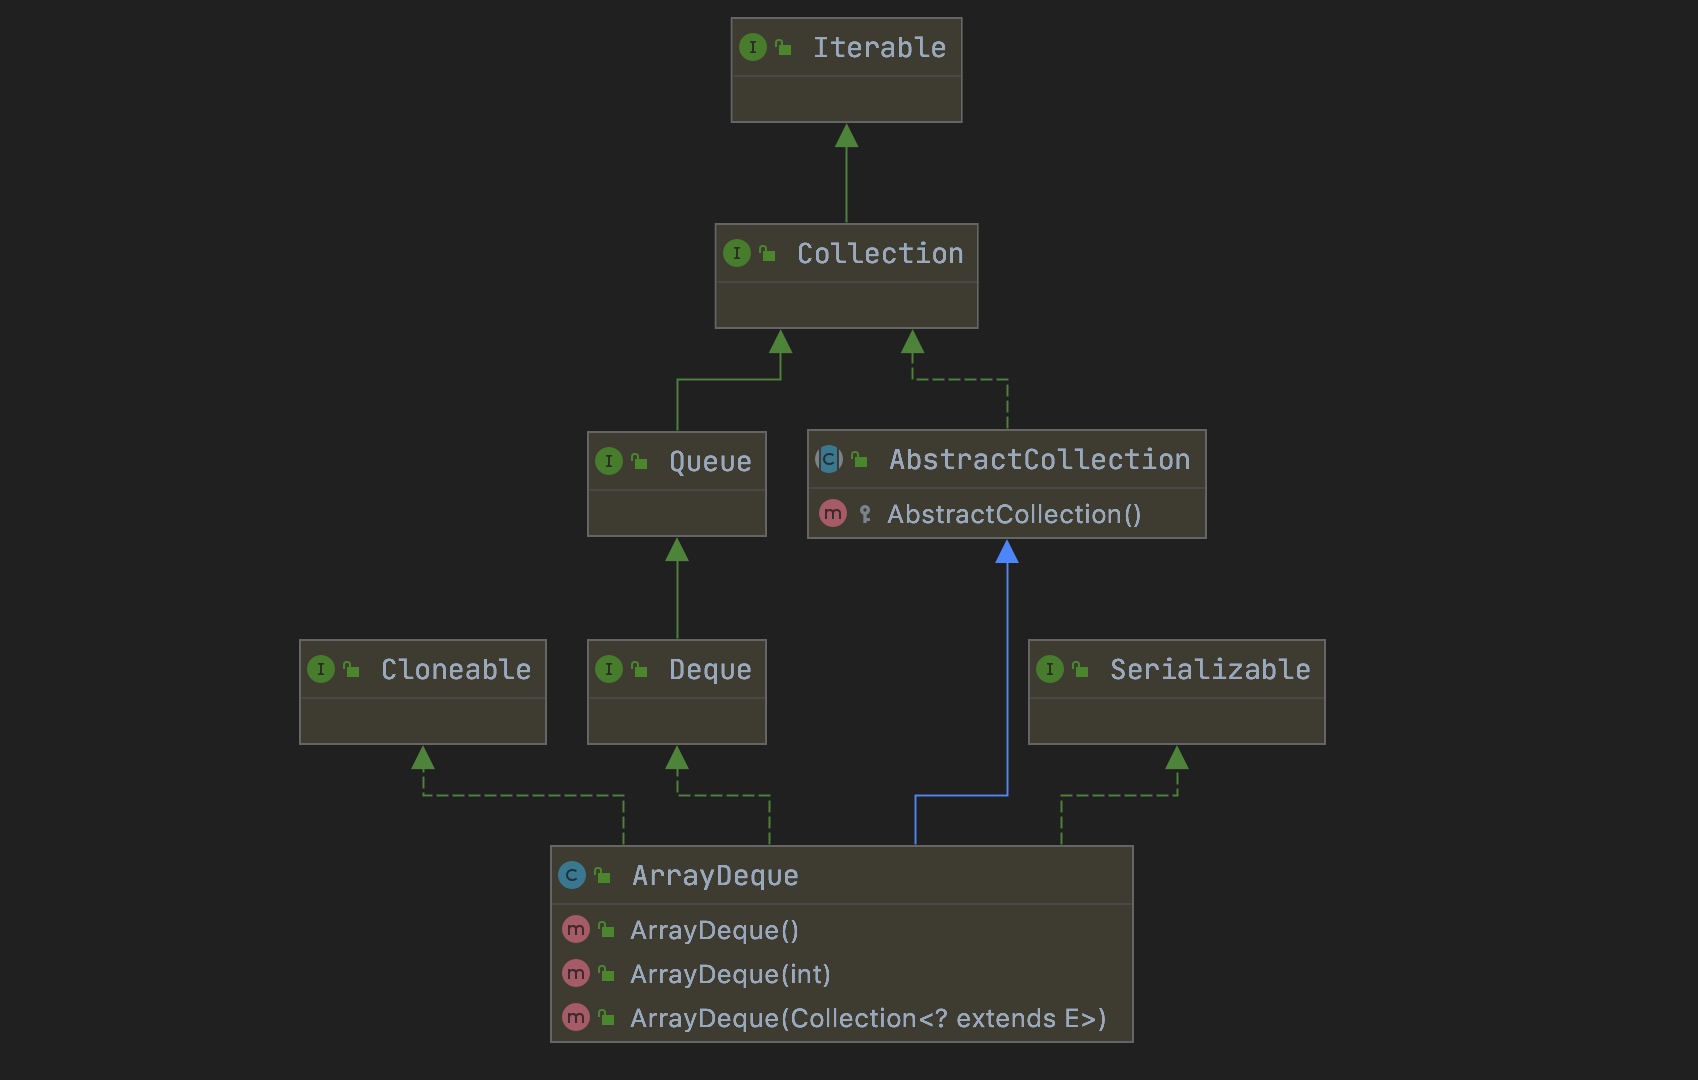 Iterable
Collection
Queue
AbstractCollection
AbstractCollection()
Cloneable
Deque
Serializable
ArrayDeque
ArrayDeque()
ArrayDeque(int)
ArrayDeque(Collection<? extends E>)